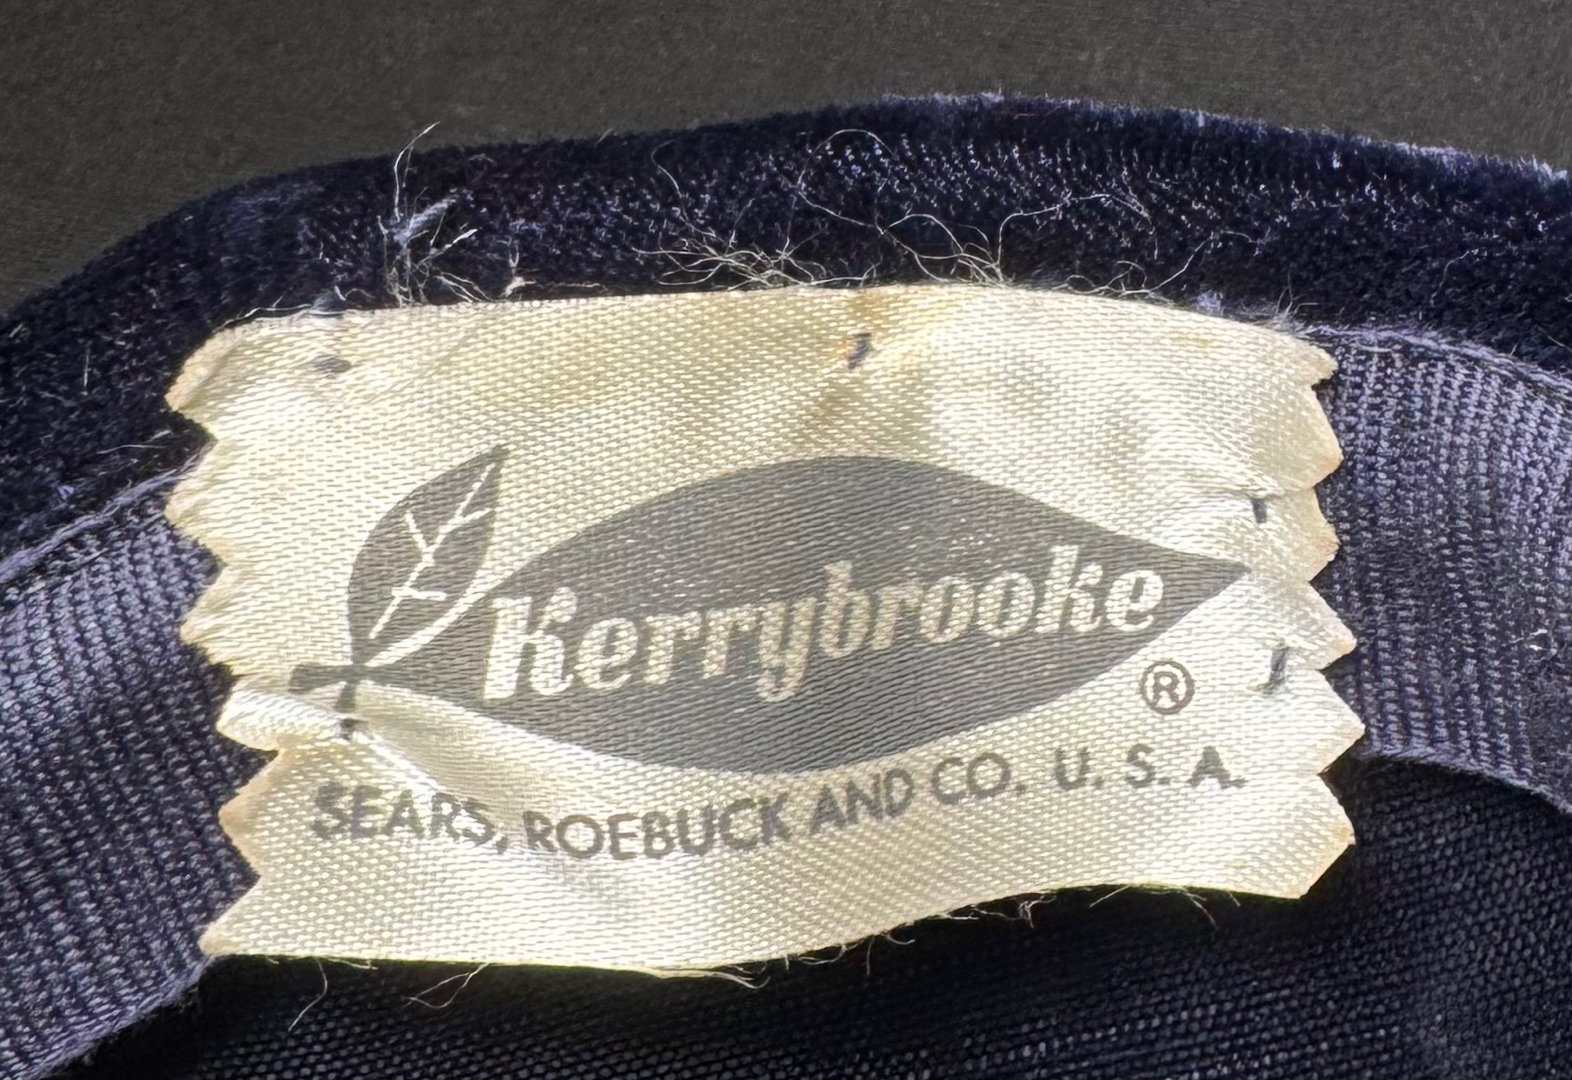 Kerrybrooke
®
SEARS, ROEBUCK AND CO. U. S. A.